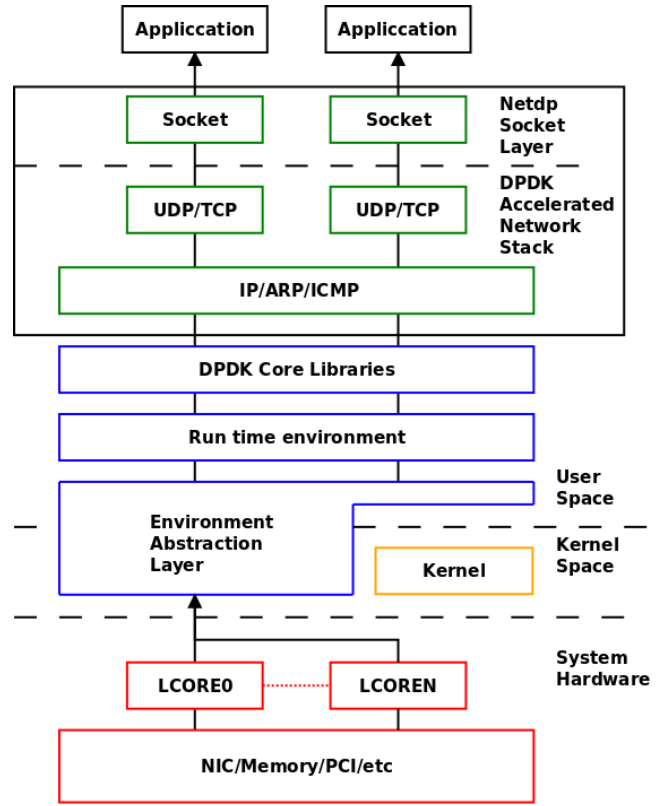 Appliccation
Appliccation
Socket
Socket
Netdp
Socket
Layer
UDP/TCP
UDP/TCP
DPDK
Accelerated
Network
Stack
IP/ARP/ICMP
DPDK Core Libraries
Run time environment
User
Space
Environment
Abstraction
Layer
Kernel
Kernel
Space
LCORE0
LCOREN
System
Hardware
NIC/Memory/PCI/etc